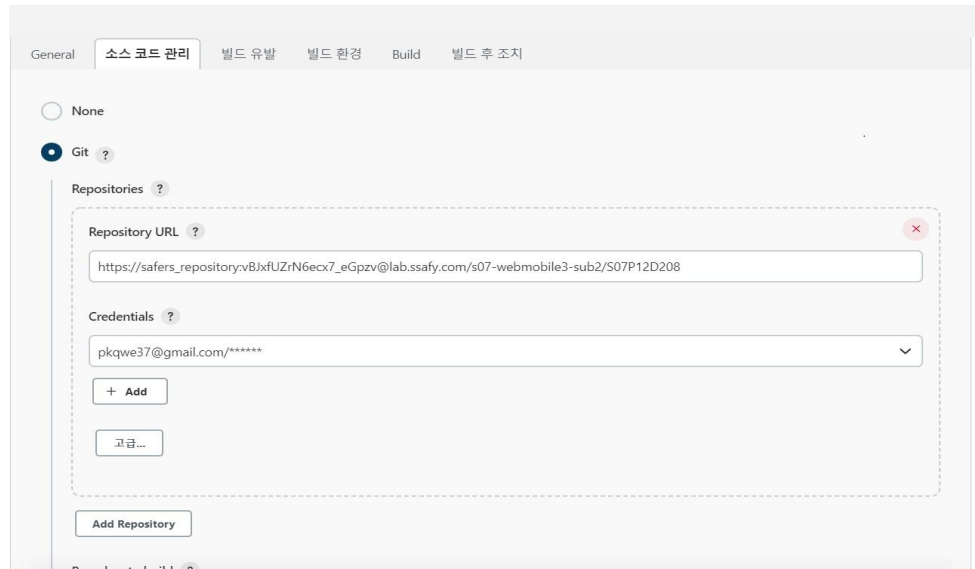 General 소스 코드 관리 빌드 유발 빌드 환경 Build 빌드 후 조치
None
Git ?
Repositories ?
Repository URL ?
https://safers_repository:vBJxfUZrN6ecx7_eGpzv@lab.ssafy.com/s07-webmobile3-sub2/S07P12D208
Credentials ?
pkqwe37@gmail.com/******
+ Add
고급...
Add Repository